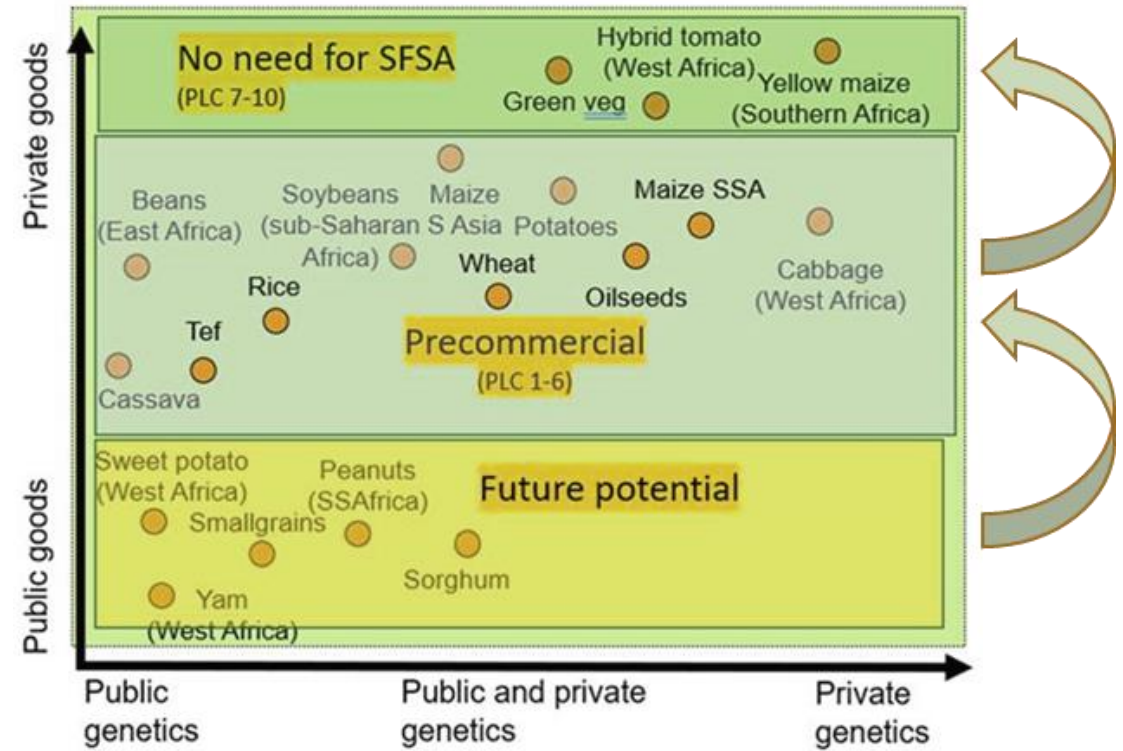 Private goods
Public goods
No need for SFSA
(PLC 7-10)
Green veg
Hybrid tomato
(West Africa)
Yellow maize
(Southern Africa)
Beans
(East Africa)
Soybeans
(sub-Saharan
Africa)
Maize
S Asia
Potatoes
Maize SSA
Cabbage
(West Africa)
Rice
Wheat
Oilseeds
Tef
Cassava
Precommercial
(PLC 1-6)
Sweet potato
(West Africa)
Smallgrains
Peanuts
(SSAfrica)
Future potential
Sorghum
Yam
(West Africa)
Public
genetics
Public and private
genetics
Private
genetics